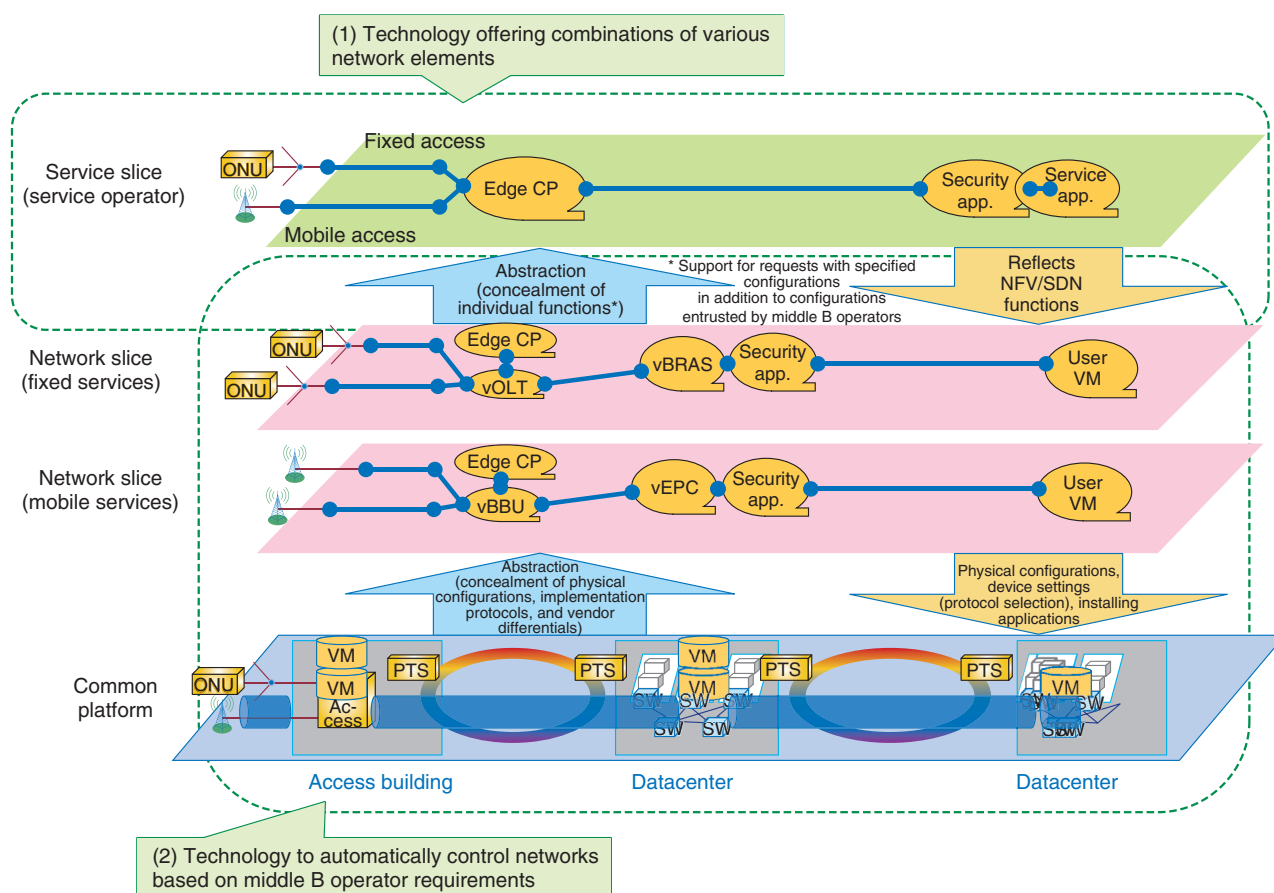 (1) Technology offering combinations of various
network elements
Service slice
(service operator)
Fixed access
ONU
Edge CP
Security
app.
Service
app.
Mobile access
Abstraction
(concealment of
individual functions*)
* Support for requests with specified
configurations
in addition to configurations
entrusted by middle B operators
Reflects
NFV/SDN
functions
Network slice
(fixed services)
ONU
ONU
Edge CP
vOLT
vBRAS
Security
app.
User
VM
Network slice
(mobile services)
Edge CP
vBBU
vEPC
Security
app.
User
VM
Abstraction
(concealment of physical
configurations, implementation
protocols, and vendor
differentials)
Physical configurations,
device settings
(protocol selection), installing
applications
Common
platform
ONU
VM
VM
Ac-
cess
PTS
PTS
VM
VM
SW
SW
SW
SW
SW
SW
PTS
PTS
VM
SW
SW
SW
SW
Access building
Datacenter
Datacenter
(2) Technology to automatically control networks
based on middle B operator requirements